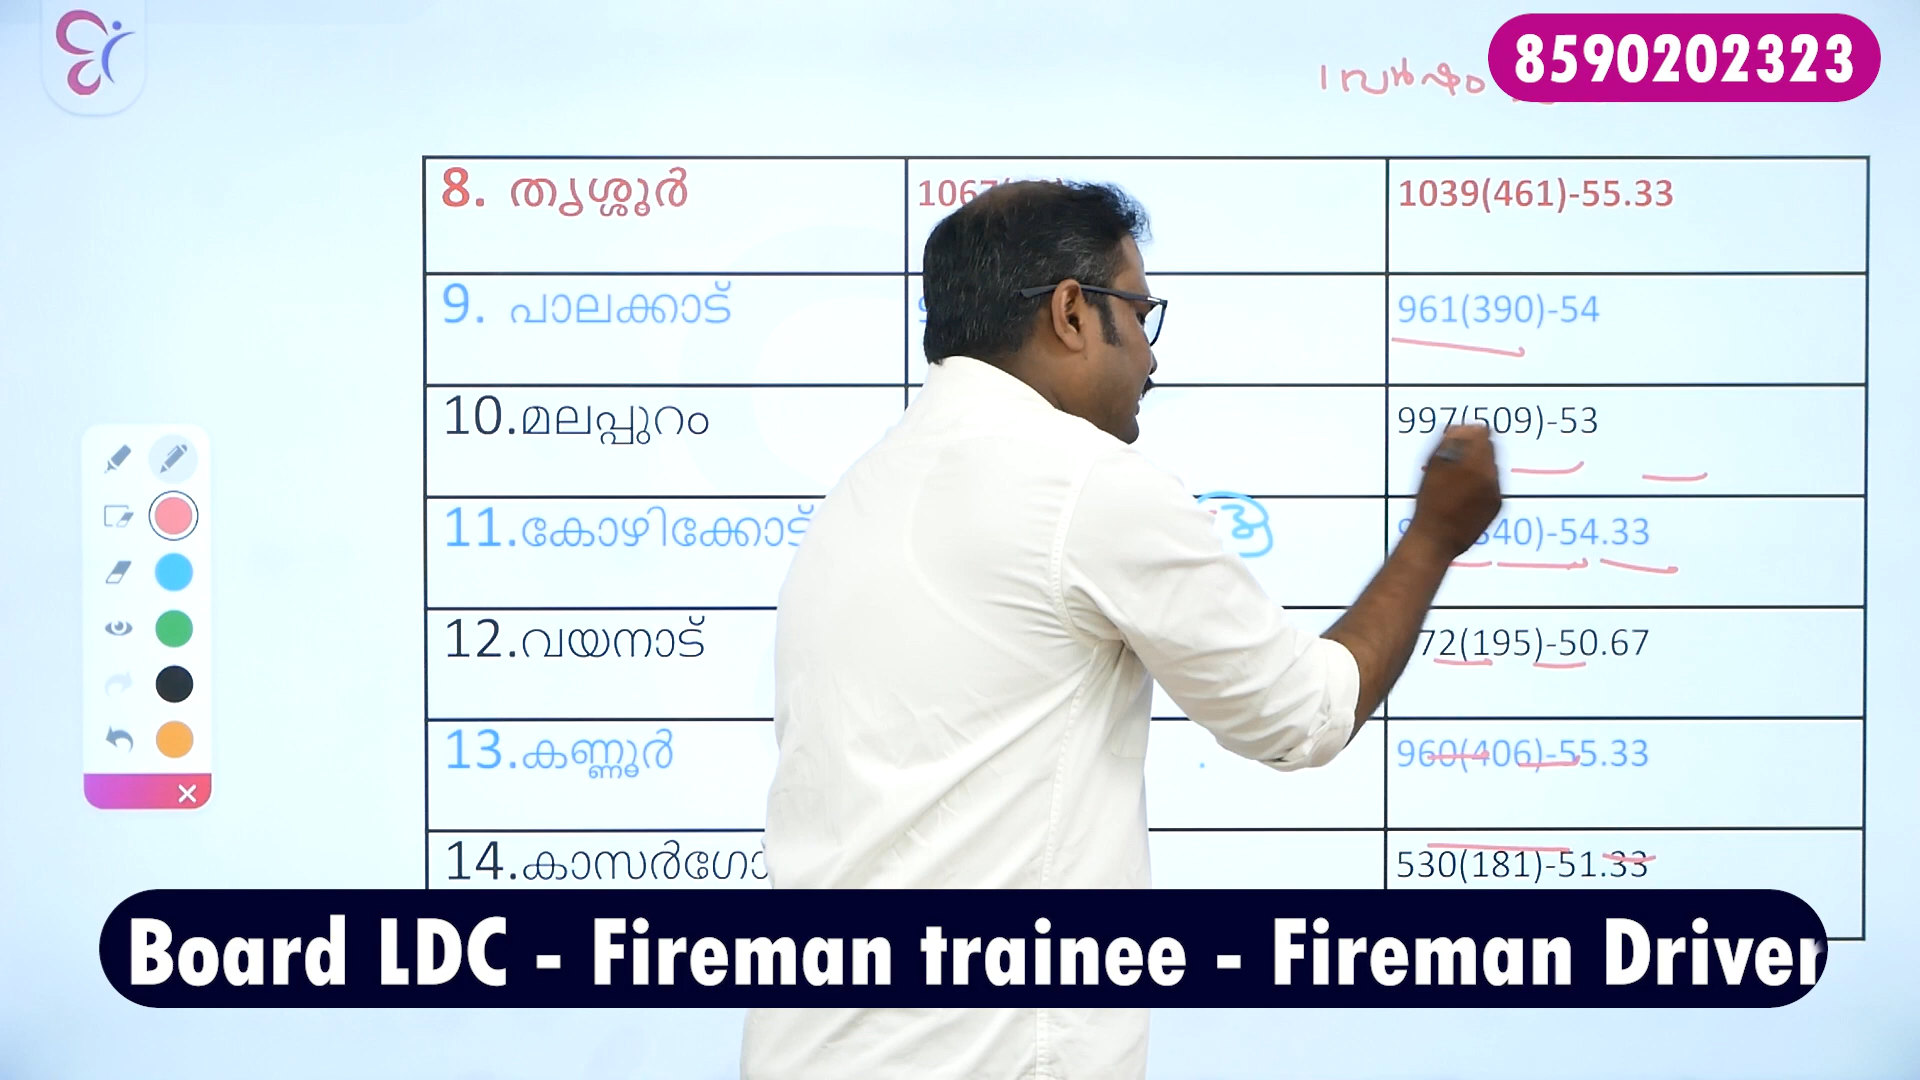 8590202323
1 വർഷം
8. തൃശ്ശൂർ
1039(461)-55.33
9. പാലക്കാട്
961(390)-54
10.മലപ്പുറം
997(509)-53
11.കോഴിക്കോട്
40)-54.33
12.വയനാട്
72(195)-50.67
13.കണ്ണൂർ
960(406)-55.33
14.കാസർഗോ
530(181)-51.33
Board LDC - Fireman trainee - Fireman Driver